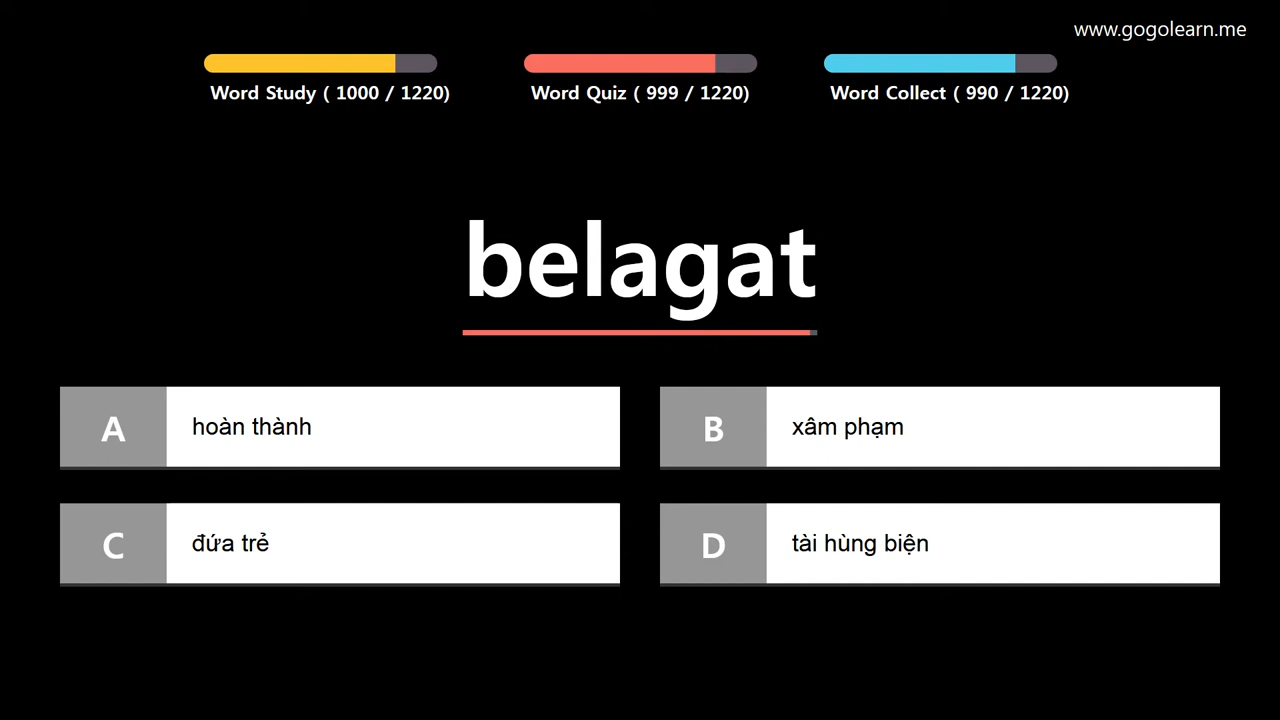 www.gogolearn.me
Word Study ( 1000 / 1220)
Word Quiz ( 999 / 1220)
Word Collect ( 990 / 1220)
belagat
A hoàn thành
B xâm phạm
C đứa trẻ
D tài hùng biện